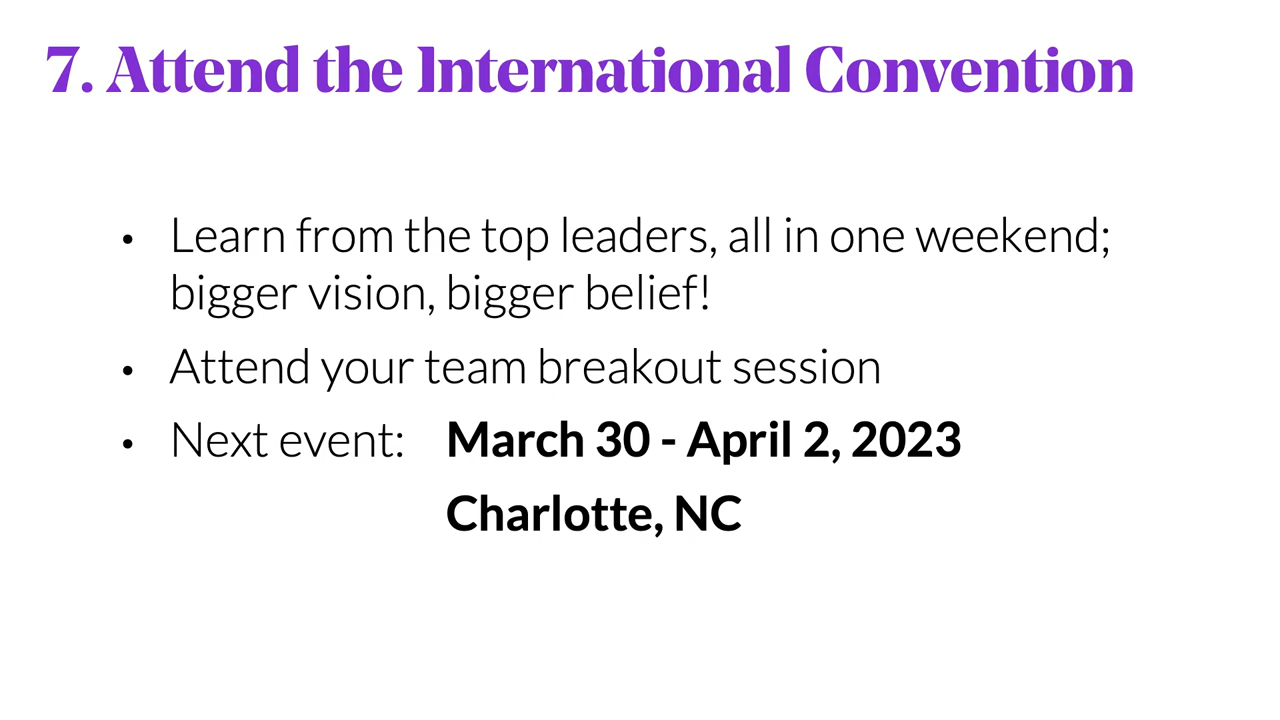 7. Attend the International Convention
• Learn from the top leaders, all in one weekend;
bigger vision, bigger belief!
• Attend your team breakout session
• Next event: March 30 - April 2, 2023
Charlotte, NC